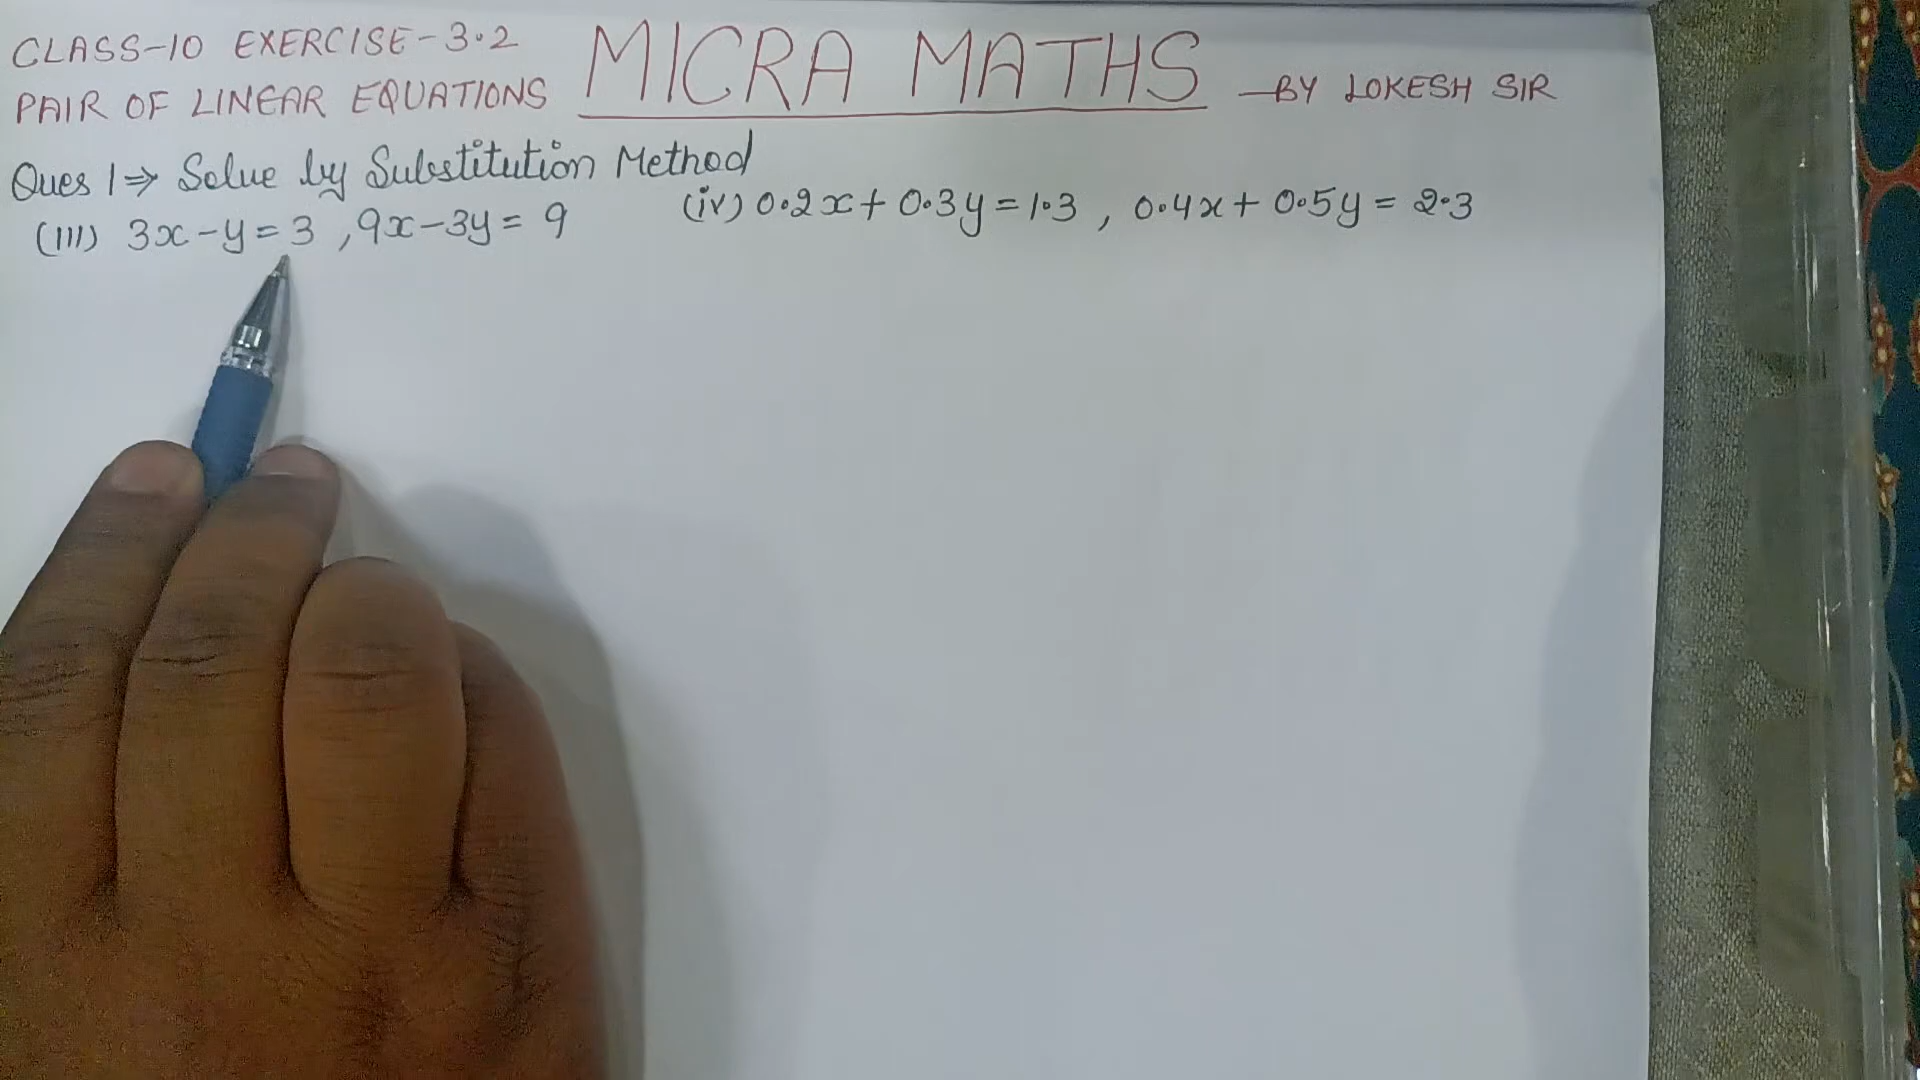 CLASS-10 EXERCISE-3.2
PAIR OF LINEAR EQUATIONS
MICRA MATHS -BY LOKESH SIR
Ques 1⇒ Solve by Substitution Method
(III) 3x-y=3, 9x-3y=9
(iv) 0.2x+0.3y=1.3, 0.4x+0.5y=2.3